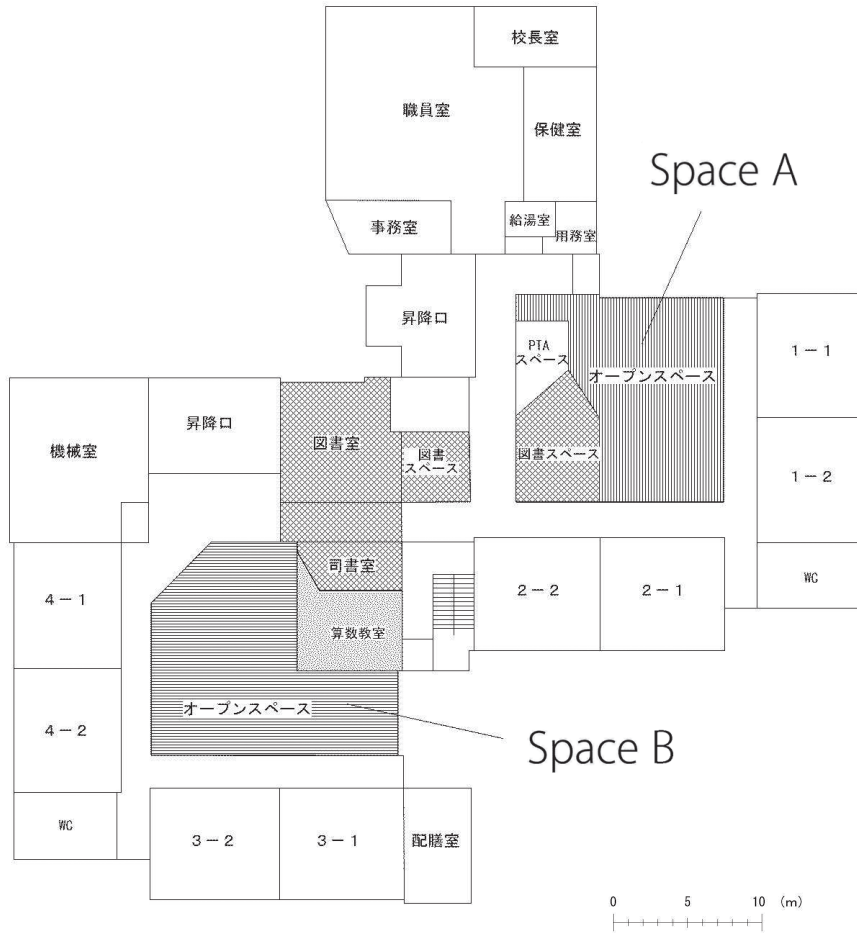 校長室
職員室
保健室
Space A
給湯室
事務室
用務室
昇降口
PTA
スペース
オープンスペース
1－1
昇降口
機械室
図書室
図書
スペース
図書スペース
1－2
司書室
4－1
2－2
2－1
WC
算数教室
オープンスペース
4－2
Space B
WC
3－2
3－1
配膳室
0 5 10 (m)